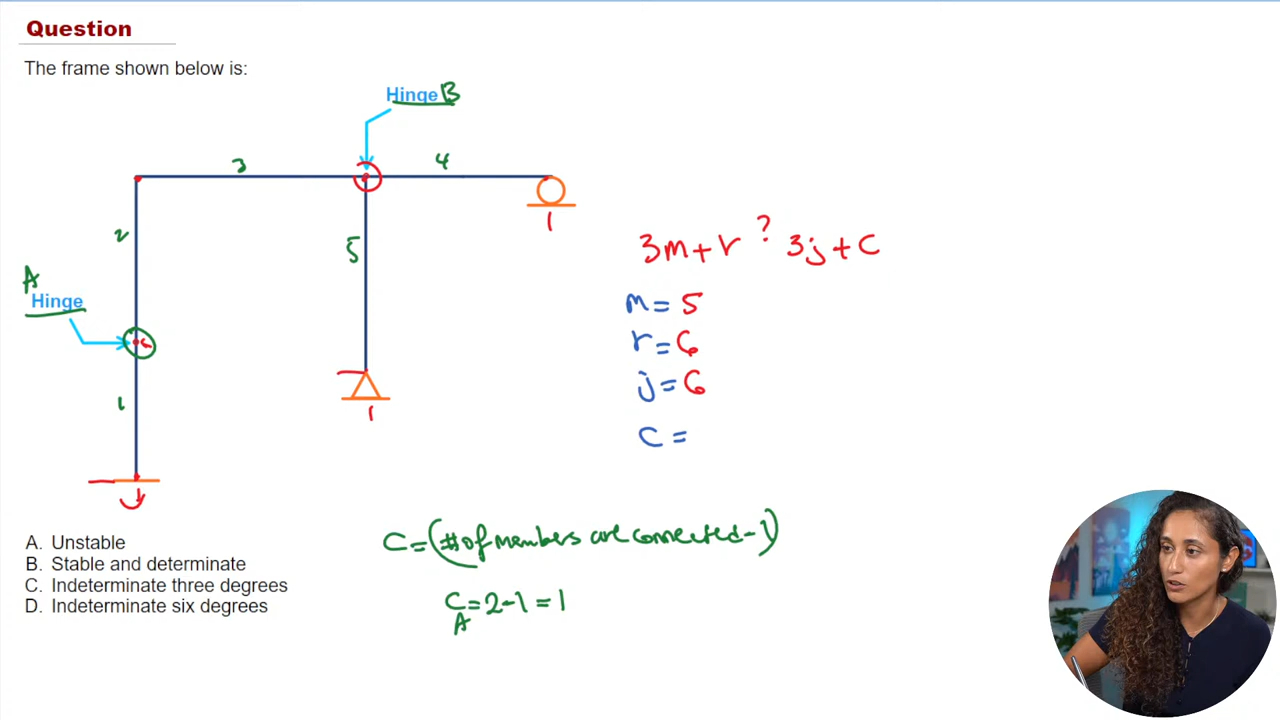 Question
The frame shown below is:
Hinge B
3
4
1
2
5
A
Hinge
1
1
3m+r ? 3j+c
m = 5
r = 6
j = 6
c =
A. Unstable
B. Stable and determinate
C. Indeterminate three degrees
D. Indeterminate six degrees
C = (# of members are connected - 1)
C = 2 - 1 = 1
A